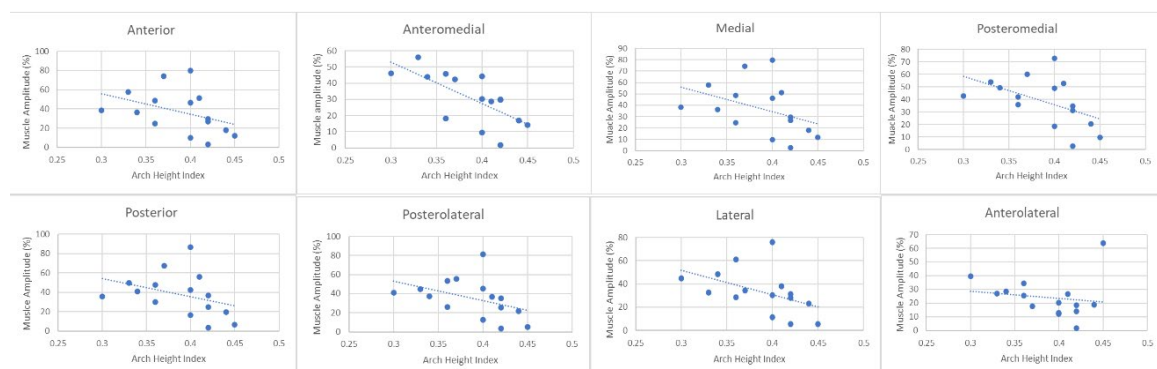 Anterior
Muscle Amplitude (%)
100
80
60
40
20
0
0.25 0.3 0.35 0.4 0.45 0.5
Arch Height Index
Anteromedial
Muscle Amplitude (%)
60
50
40
30
20
10
0
0.25 0.3 0.35 0.4 0.45 0.5
Arch Height Index
Medial
Muscle Amplitude (%)
90
80
70
60
50
40
30
20
10
0
0.25 0.3 0.35 0.4 0.45 0.5
Arch Height Index
Posteromedial
Muscle Amplitude (%)
80
70
60
50
40
30
20
10
0
0.25 0.3 0.35 0.4 0.45 0.5
Arch Height Index
Posterior
Muslce Amplitude (%)
100
80
60
40
20
0
0.25 0.3 0.35 0.4 0.45 0.5
Arch Height Index
Posterolateral
Muscle Amplitude (%)
100
80
60
40
20
0
0.25 0.3 0.35 0.4 0.45 0.5
Arch Height Index
Lateral
Muscle Amplitude (%)
80
60
40
20
0
0.25 0.3 0.35 0.4 0.45 0.5
Arch Height Index
Anterolateral
Muscle Amplitude (%)
70
60
50
40
30
20
10
0
0.25 0.3 0.35 0.4 0.45 0.5
Arch Height Index